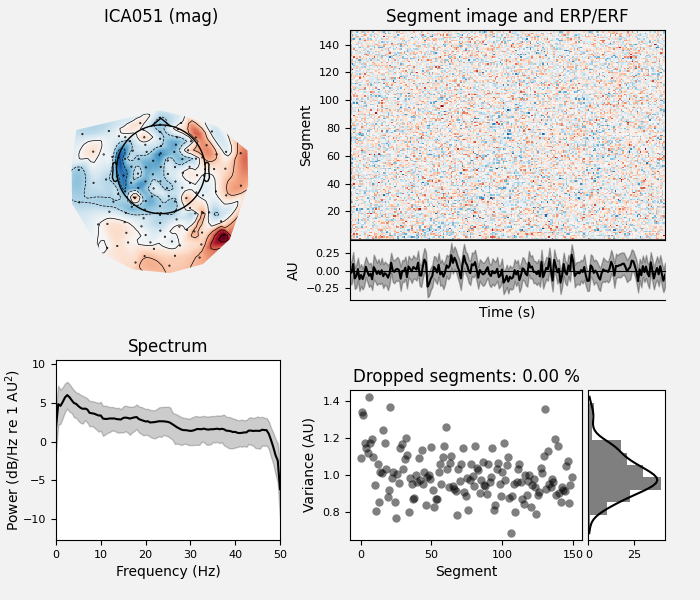 ICA051 (mag)
Segment image and ERP/ERF
140
120
100
80
60
40
20
Segment
0.25
0.00
−0.25
AU
Time (s)
Spectrum
10
5
0
−5
−10
Power (dB/Hz re 1 AU²)
0 10 20 30 40 50
Frequency (Hz)
Dropped segments: 0.00 %
1.4
1.2
1.0
0.8
Variance (AU)
0 50 100 150
Segment
0 25